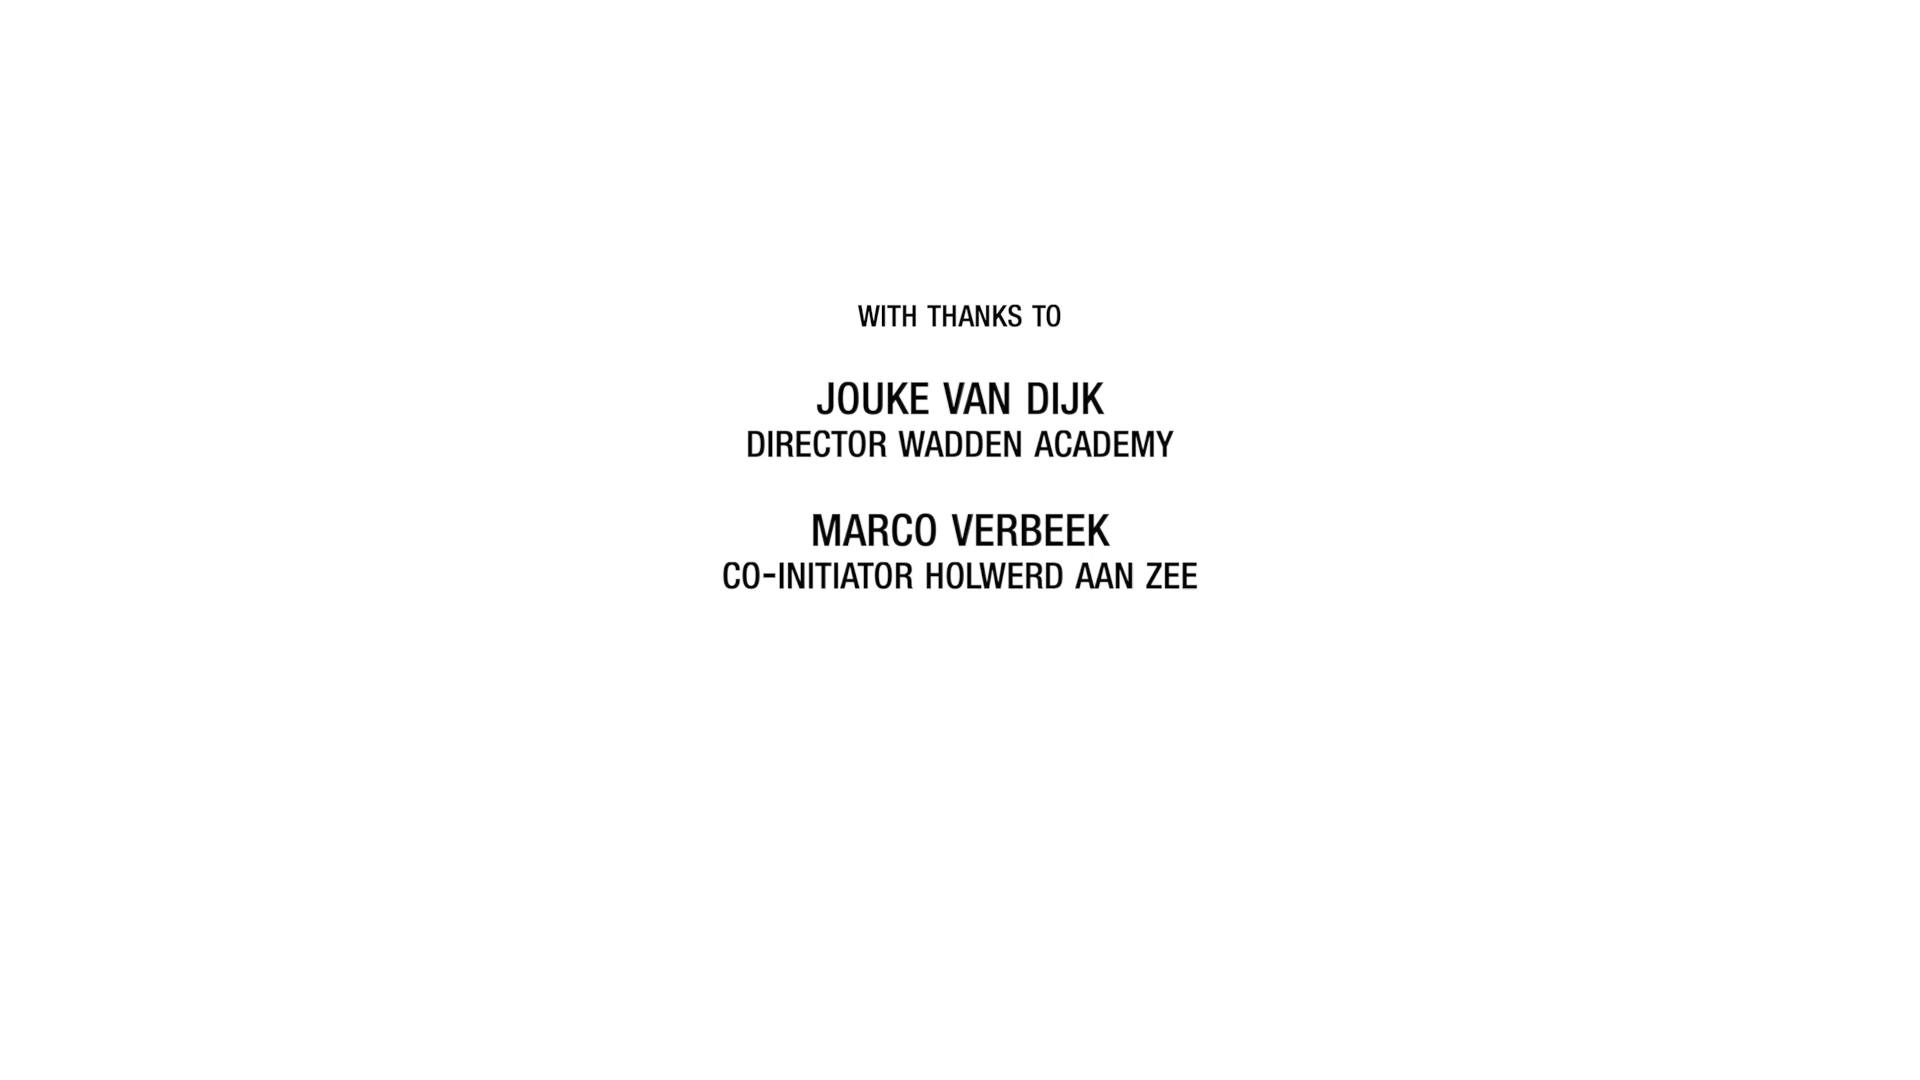 WITH THANKS TO
JOUKE VAN DIJK
DIRECTOR WADDEN ACADEMY
MARCO VERBEEK
CO-INITIATOR HOLWERD AAN ZEE